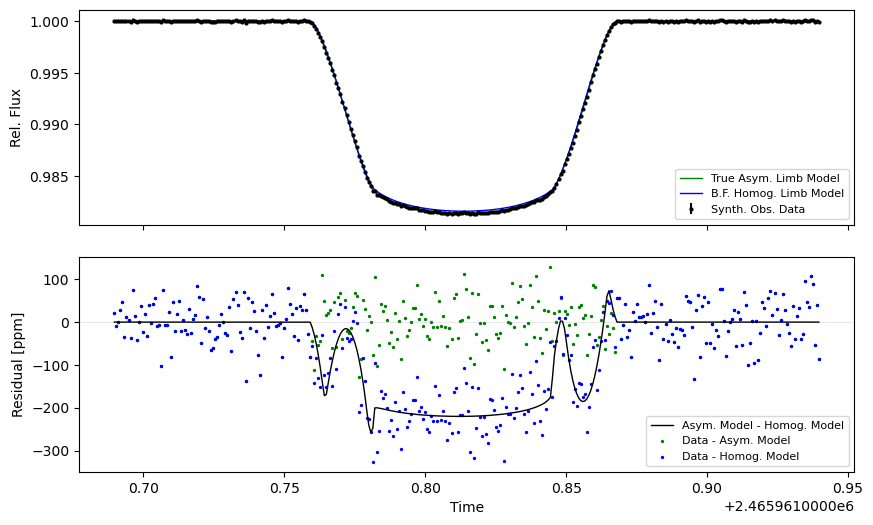 1.000
0.995
0.990
0.985
Rel. Flux
True Asym. Limb Model
B.F. Homog. Limb Model
Synth. Obs. Data
100
0
−100
−200
−300
Residual [ppm]
Asym. Model - Homog. Model
Data - Asym. Model
Data - Homog. Model
0.70 0.75 0.80 0.85 0.90 0.95
Time
+2.4659610000e6